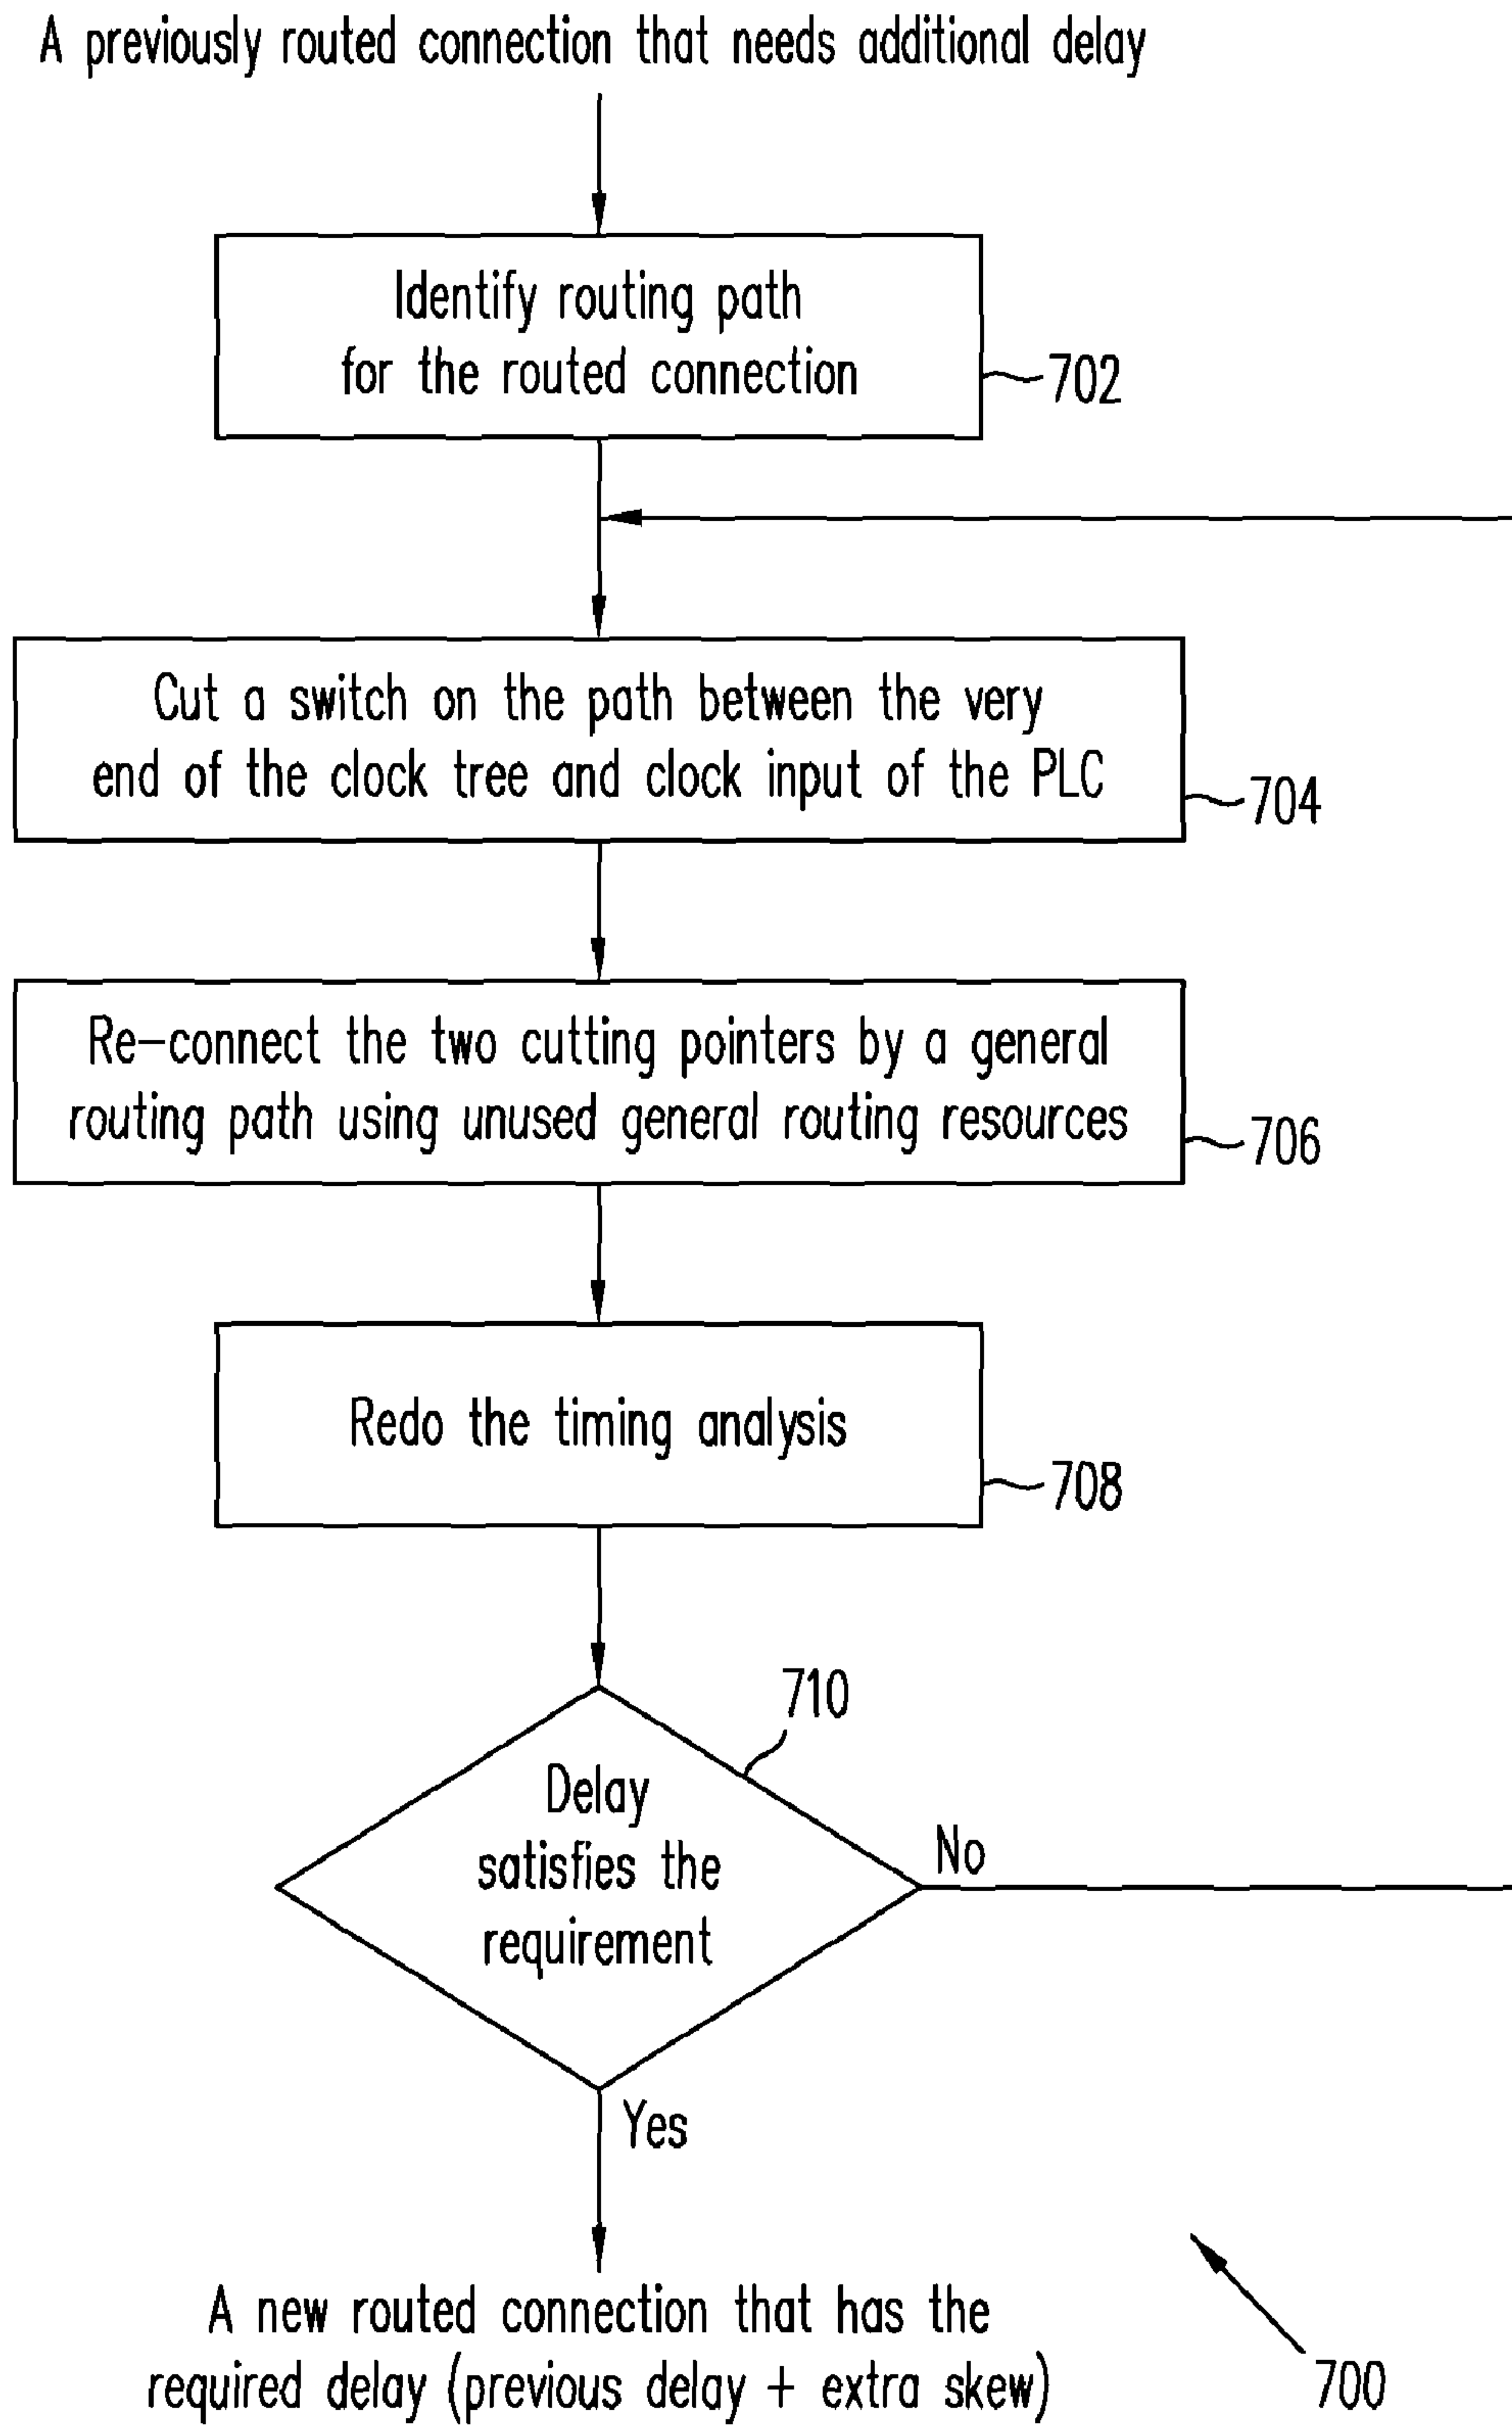 A previously routed connection that needs additional delay
Identify routing path
for the routed connection
702
Cut a switch on the path between the very
end of the clock tree and clock input of the PLC
704
Re-connect the two cutting pointers by a general
routing path using unused general routing resources
706
Redo the timing analysis
708
710
Delay
satisfies the
requirement
No
Yes
A new routed connection that has the
required delay (previous delay + extra skew)
700